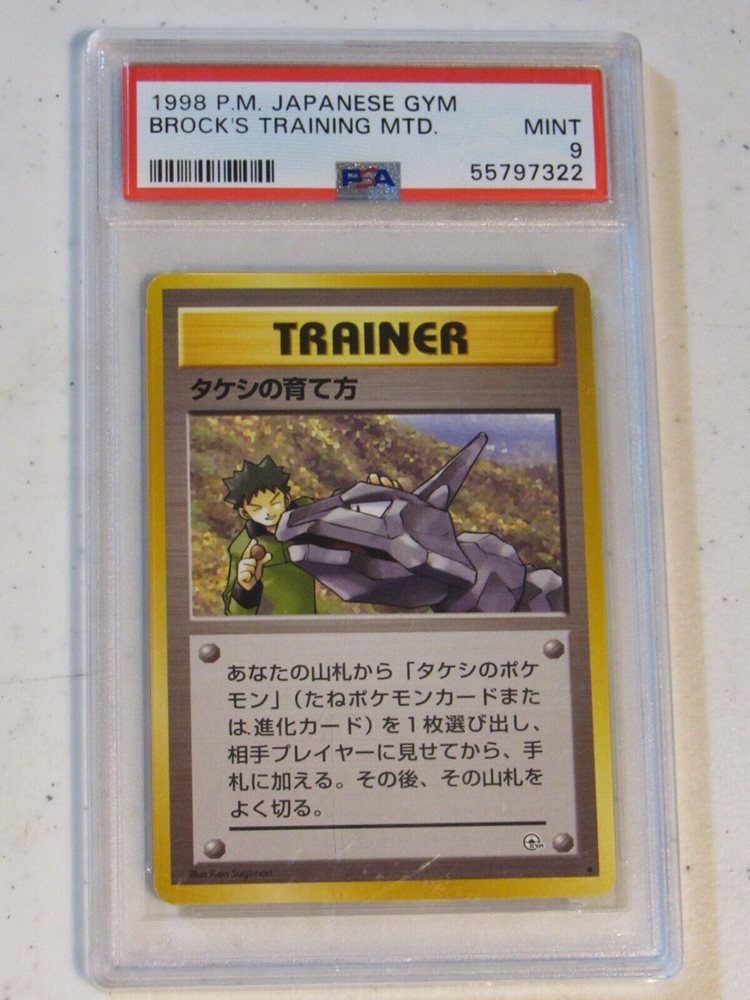 1998 P.M. JAPANESE GYM
BROCK'S TRAINING MTD. MINT
9
PSA 55797322
TRAINER
タケシの育て方
あなたの山札から「タケシのポケ
モン」（たねポケモンカードまた
は進化カード）を１枚選び出し、
相手プレイヤーに見せてから、手
札に加える。その後、その山札を
よく切る。
Illus.Ken Sugimori